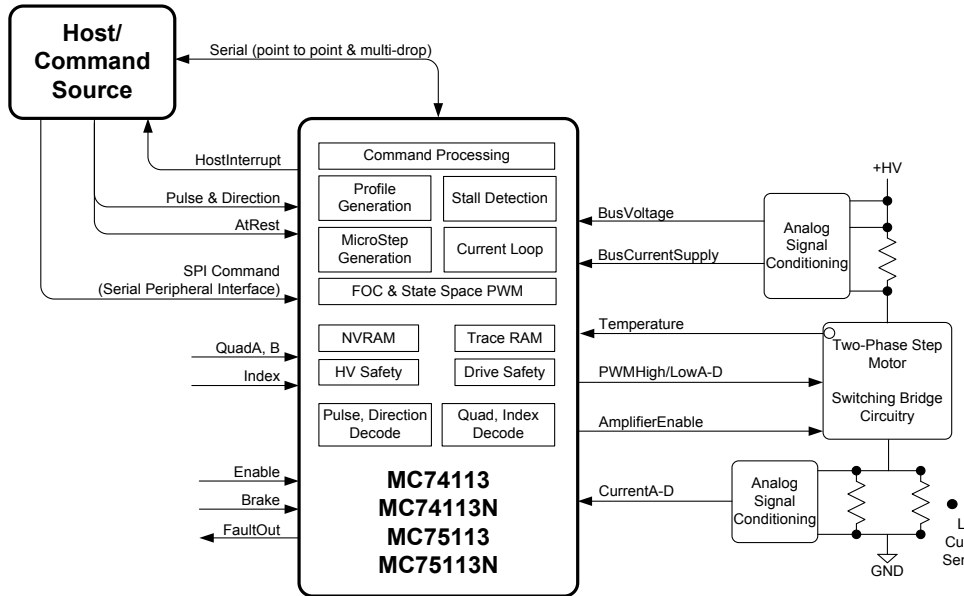 Host/
Command
Source
Serial (point to point & multi-drop)
HostInterrupt
Pulse & Direction
AtRest
SPI Command
(Serial Peripheral Interface)
QuadA, B
Index
Enable
Brake
FaultOut
Command Processing
Profile
Generation
Stall Detection
MicroStep
Generation
Current Loop
FOC & State Space PWM
NVRAM
Trace RAM
HV Safety
Drive Safety
Pulse, Direction
Decode
Quad, Index
Decode
MC74113
MC74113N
MC75113
MC75113N
BusVoltage
BusCurrentSupply
Temperature
PWMHigh/LowA-D
AmplifierEnable
CurrentA-D
+HV
Analog
Signal
Conditioning
Two-Phase Step
Motor
Switching Bridge
Circuitry
Analog
Signal
Conditioning
GND